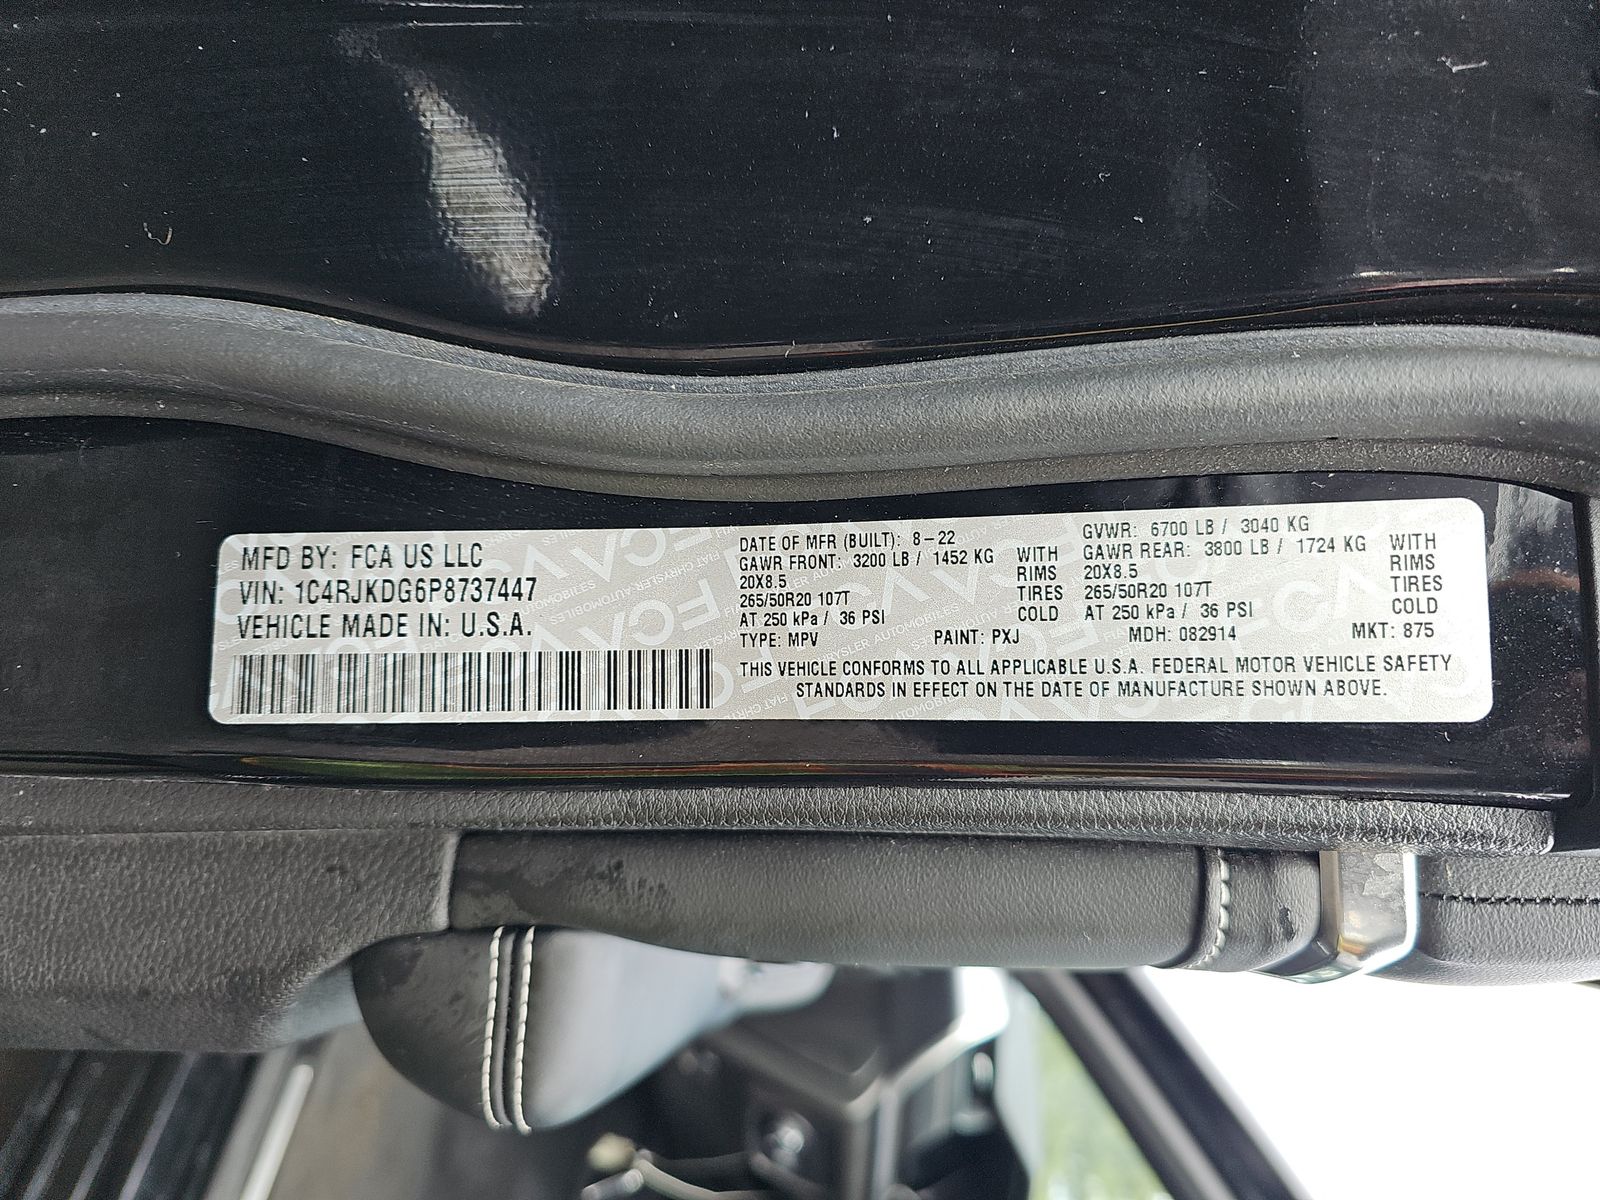 MFD BY: FCA US LLC
VIN: 1C4RJKDG6P8737447
VEHICLE MADE IN: U.S.A.
DATE OF MFR (BUILT): 8-22 GVWR: 6700 LB / 3040 KG
GAWR FRONT: 3200 LB / 1452 KG WITH GAWR REAR: 3800 LB / 1724 KG WITH
20X8.5 RIMS 20X8.5 RIMS
265/50R20 107T TIRES 265/50R20 107T TIRES
AT 250 kPa / 36 PSI COLD AT 250 kPa / 36 PSI COLD
TYPE: MPV PAINT: PXJ MDH: 082914 MKT: 875
THIS VEHICLE CONFORMS TO ALL APPLICABLE U.S.A. FEDERAL MOTOR VEHICLE SAFETY
STANDARDS IN EFFECT ON THE DATE OF MANUFACTURE SHOWN ABOVE.